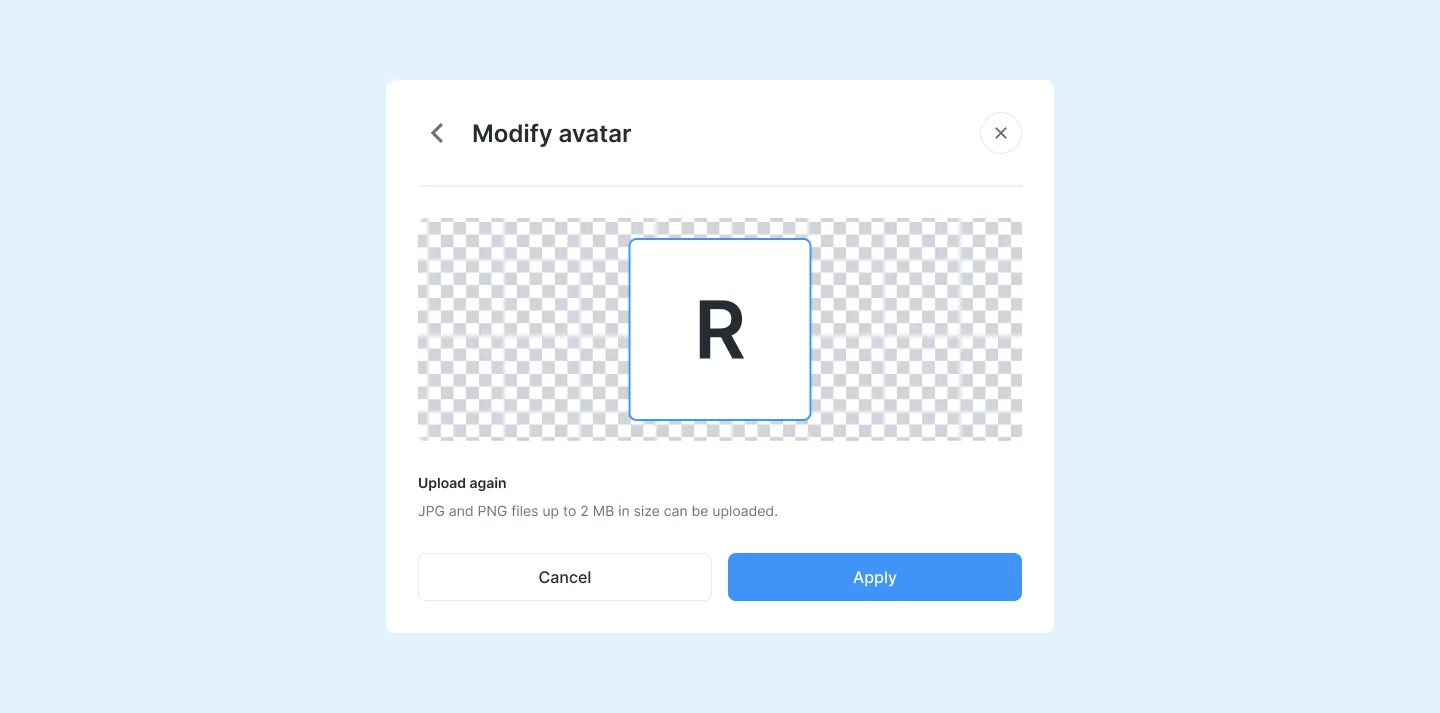 Modify avatar
R
Upload again
JPG and PNG files up to 2 MB in size can be uploaded.
Cancel
Apply